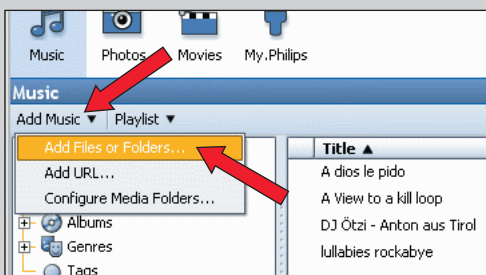 Music Photos Movies My.Philips
Music
Add Music ▼ Playlist ▼
Add Files or Folders...
Add URL...
Configure Media Folders...
Albums
Genres
Tags
Title ▲
A dios le pido
A View to a kill loop
DJ Ötzi - Anton aus Tirol
lullabies rockabye